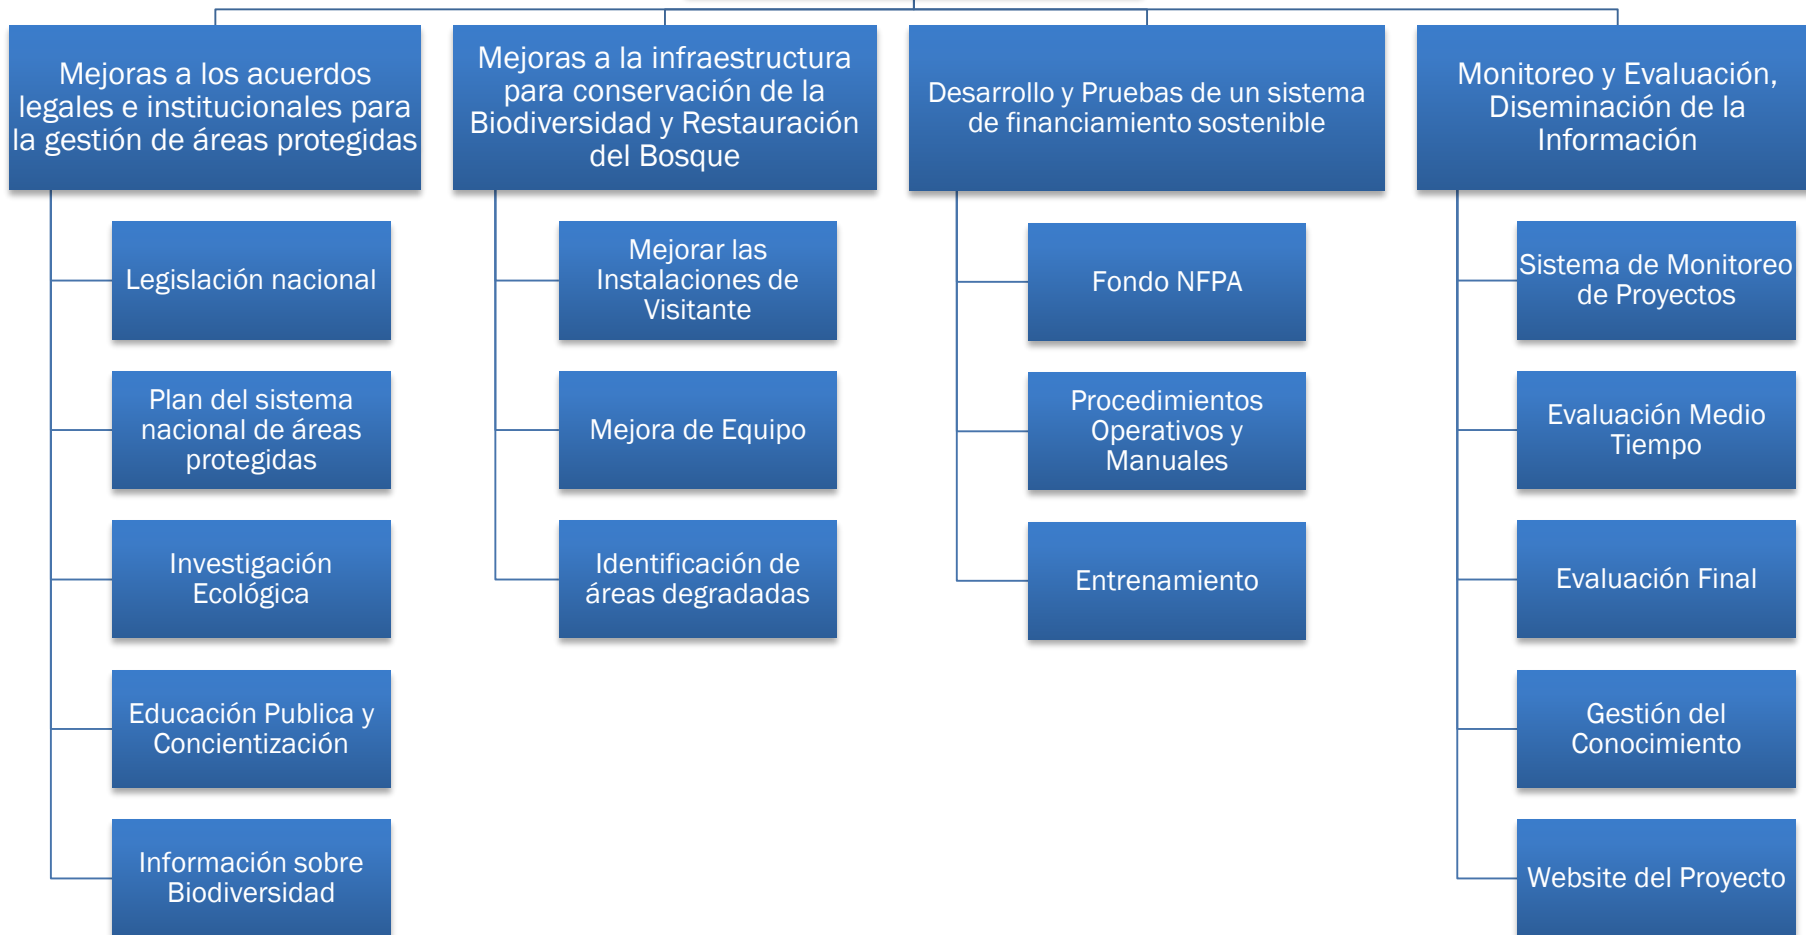 Mejoras a los acuerdos
legales e institucionales para
la gestión de áreas protegidas
Legislación nacional
Plan del sistema
nacional de áreas
protegidas
Investigación
Ecológica
Educación Publica y
Concientización
Información sobre
Biodiversidad
Mejoras a la infraestructura
para conservación de la
Biodiversidad y Restauración
del Bosque
Mejorar las
Instalaciones de
Visitante
Mejora de Equipo
Identificación de
áreas degradadas
Desarrollo y Pruebas de un sistema
de financiamiento sostenible
Fondo NFPA
Procedimientos
Operativos y
Manuales
Entrenamiento
Monitoreo y Evaluación,
Diseminación de la
Información
Sistema de Monitoreo
de Proyectos
Evaluación Medio
Tiempo
Evaluación Final
Gestión del
Conocimiento
Website del Proyecto